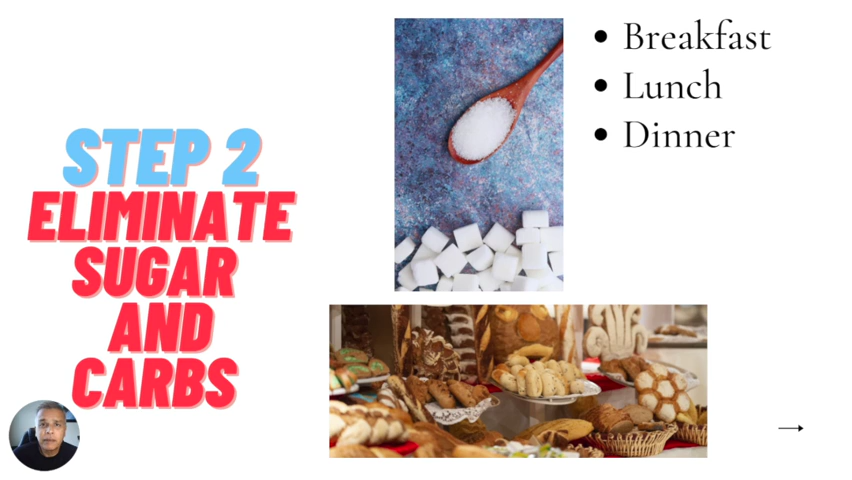 STEP 2
ELIMINATE
SUGAR
AND
CARBS
• Breakfast
• Lunch
• Dinner